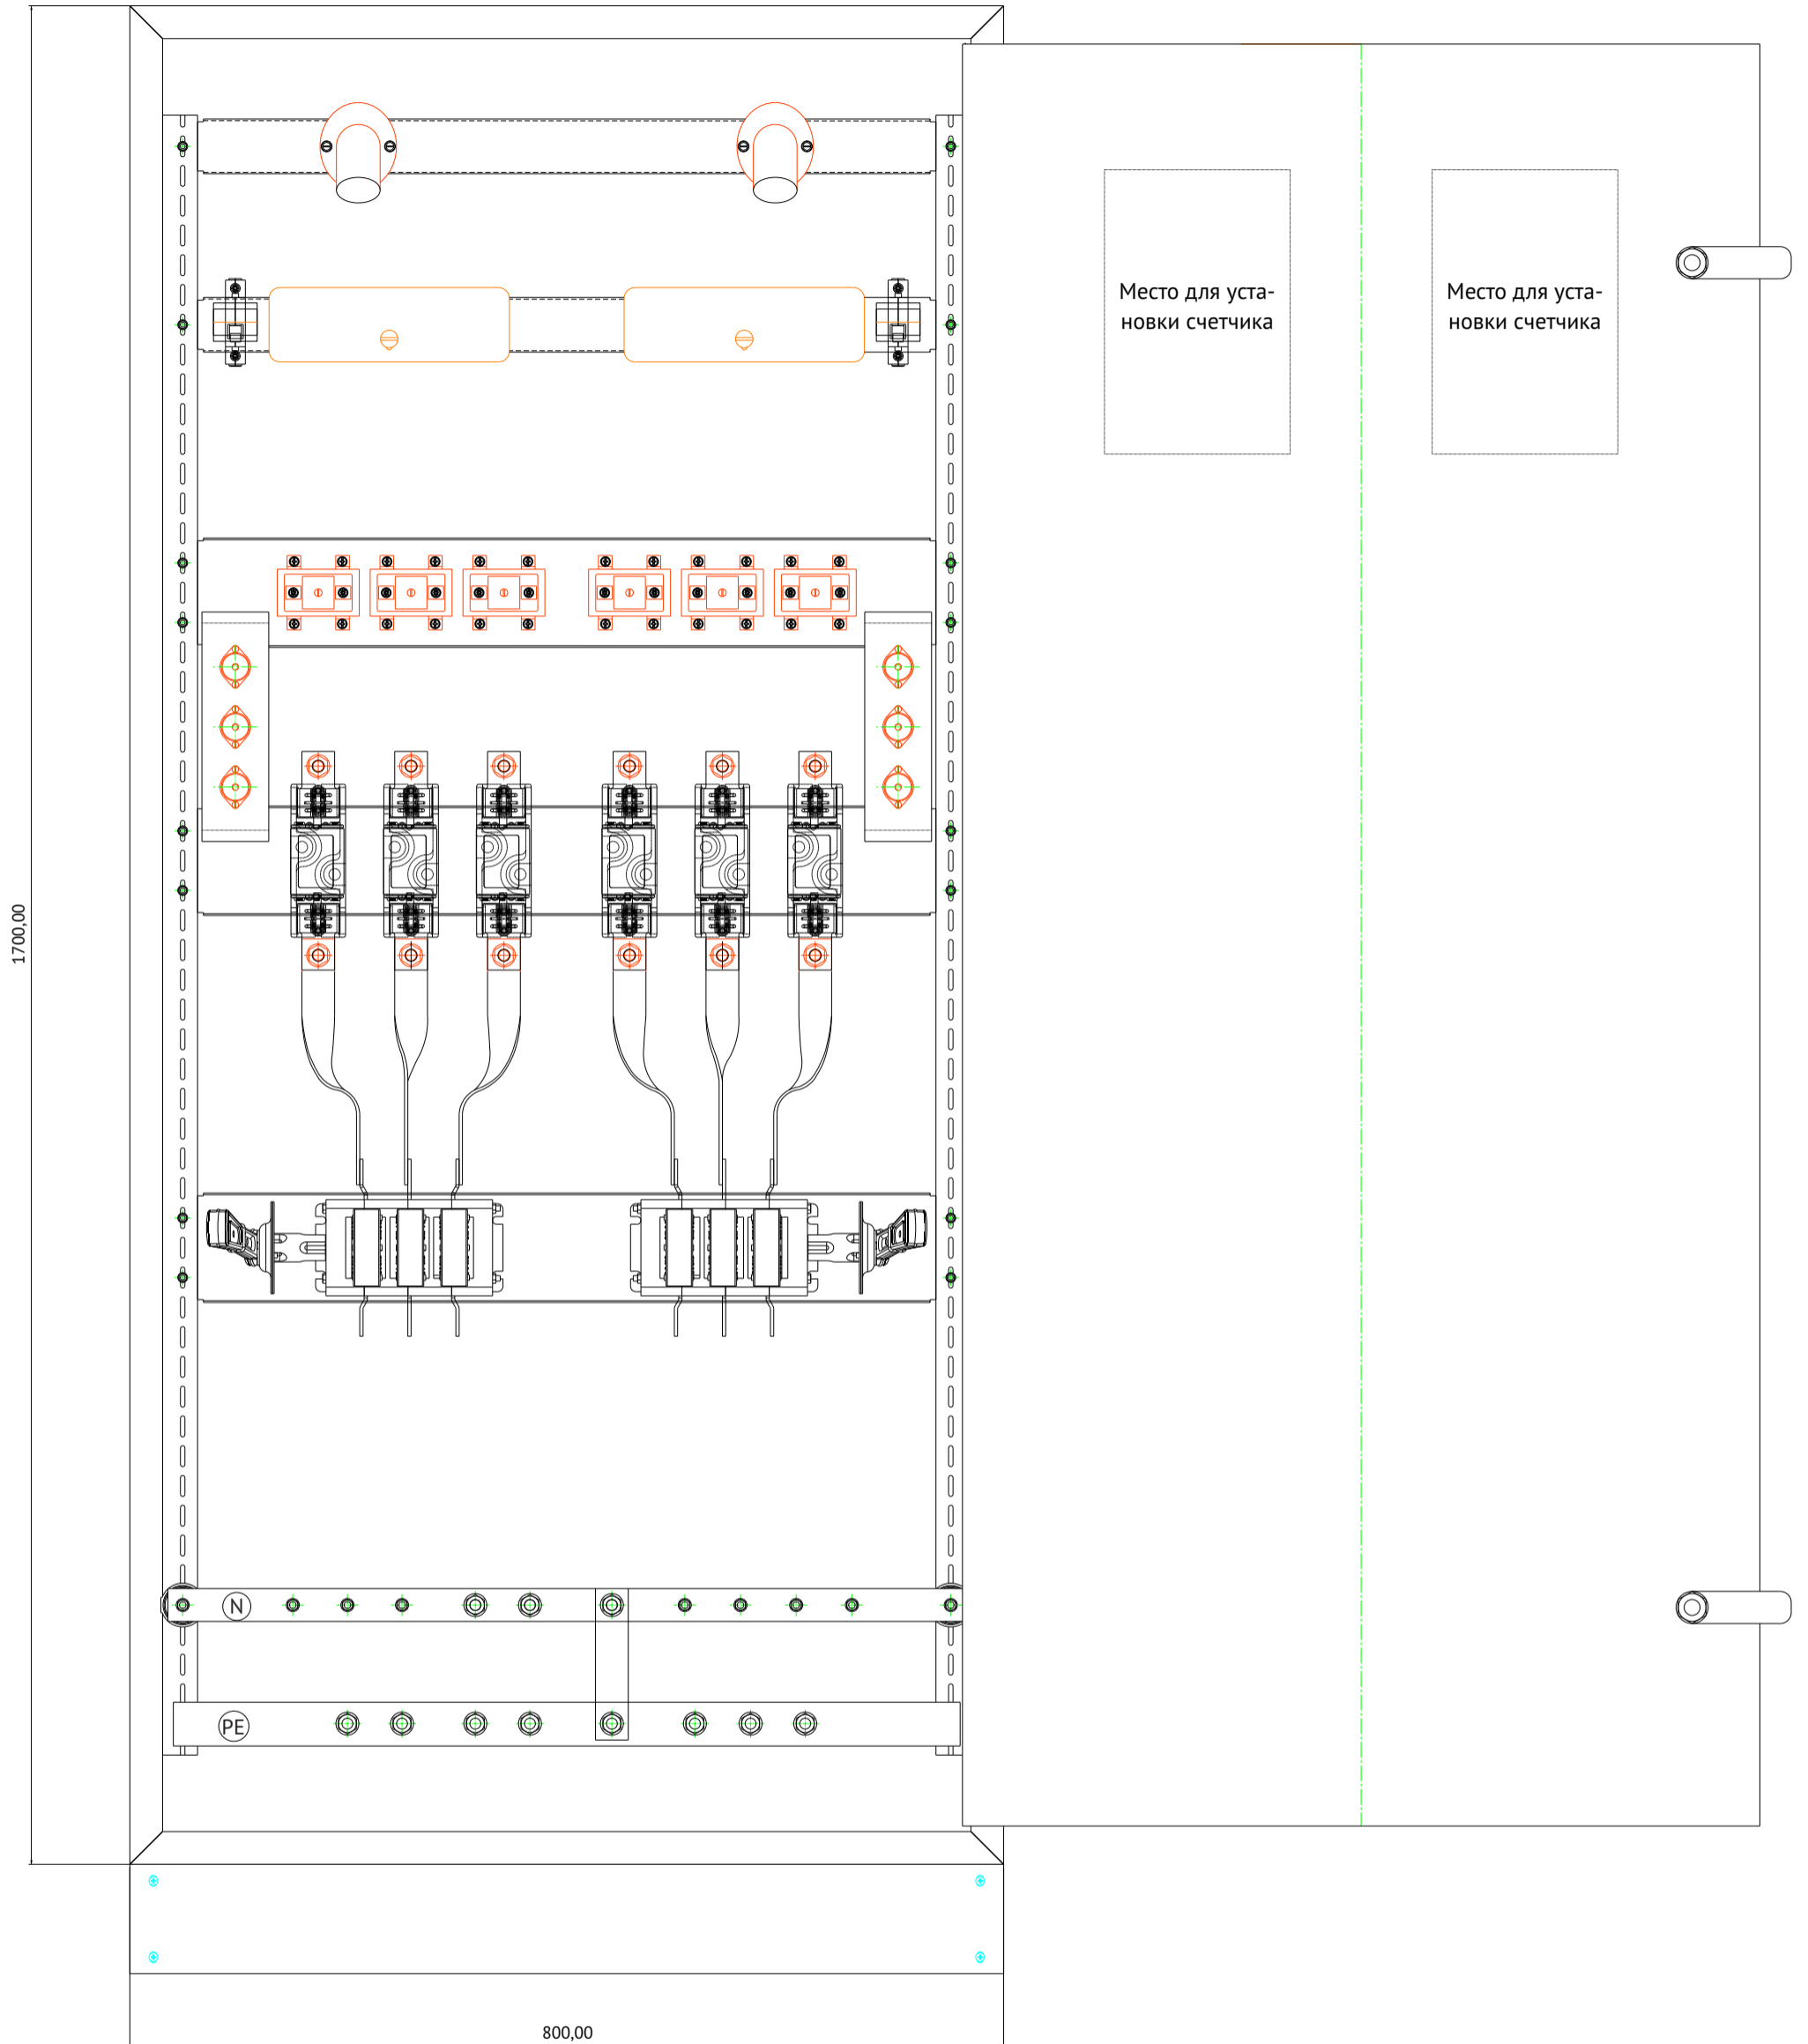 Место для уста-
новки счетчика
Место для уста-
новки счетчика
1700,00
N
PE
800,00